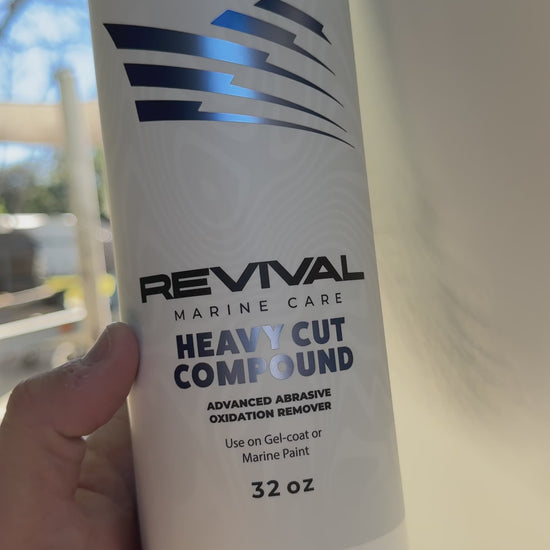 REVIVAL
MARINE CARE
HEAVY CUT
COMPOUND
ADVANCED ABRASIVE
OXIDATION REMOVER
Use on Gel-coat or
Marine Paint
32 oz